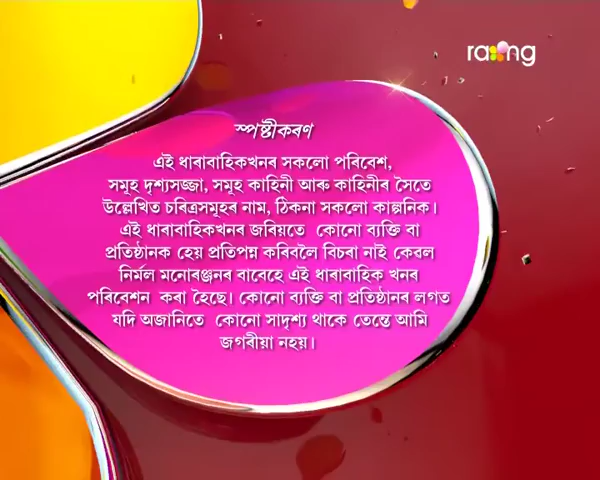 rang
স্পষ্টীকৰণ
এই ধাৰাবাহিকখনৰ সকলো পৰিবেশ,
সমূহ দৃশ্যসজ্জা, সমূহ কাহিনী আৰু কাহিনীৰ সৈতে
উল্লেখিত চৰিত্ৰসমূহৰ নাম, ঠিকনা সকলো কাল্পনিক।
এই ধাৰাবাহিকখনৰ জৰিয়তে কোনো ব্যক্তি বা
প্ৰতিষ্ঠানক হেয় প্ৰতিপন্ন কৰিবলৈ বিচৰা নাই কেৱল
নিৰ্মল মনোৰঞ্জনৰ বাবেহে এই ধাৰাবাহিক খনৰ
পৰিবেশন কৰা হৈছে। কোনো ব্যক্তি বা প্ৰতিষ্ঠানৰ লগত
যদি অজানিতে কোনো সাদৃশ্য থাকে তেন্তে আমি
জগৰীয়া নহয়।